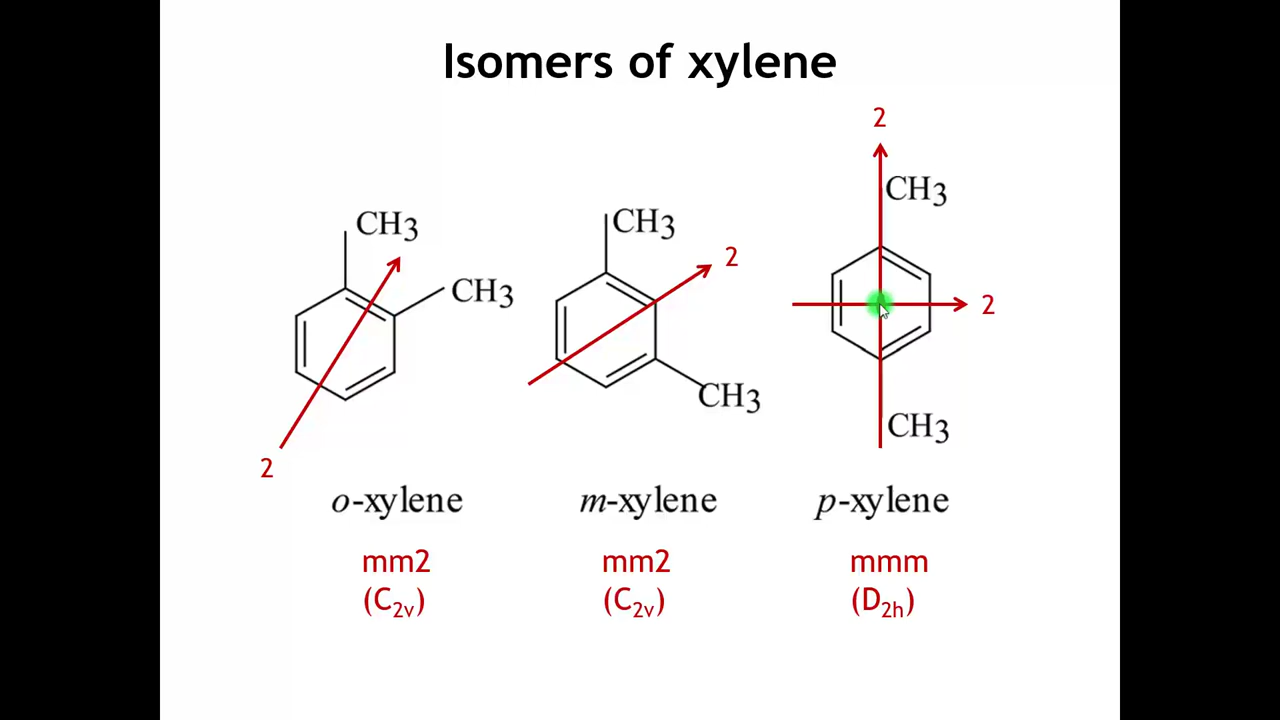 Isomers of xylene
2
CH3
CH3
CH3
2
CH3
CH3
2
2
CH3
CH3
2
o-xylene
m-xylene
p-xylene
mm2
mm2
mmm
(C2v)
(C2v)
(D2h)